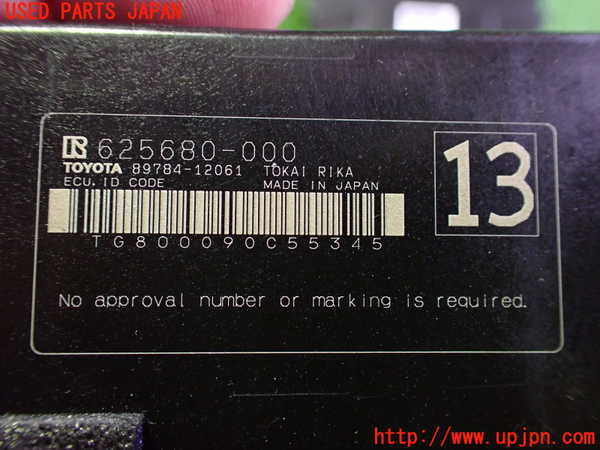 USED PARTS JAPAN
R 625680-000
TOYOTA 89784-12061 TOKAI RIKA
ECU, ID CODE MADE IN JAPAN
TG800090C55345
13
No approval number or marking is required.
http://www.upjpn.com